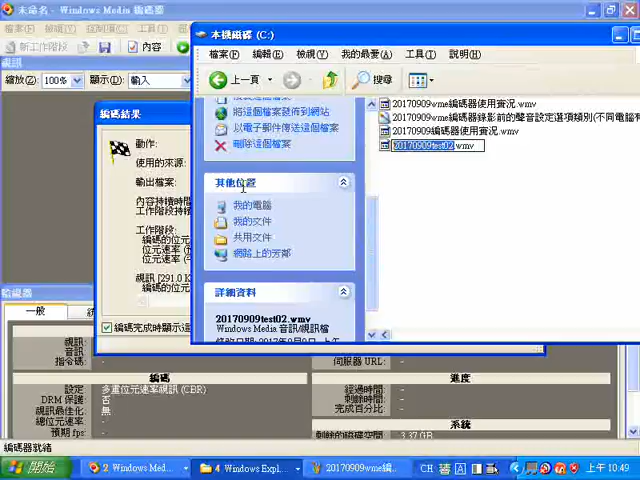 未命名 - Windows Media 編碼器
本機磁碟 (C:)
檔案(F) 編輯(E) 檢視(V) 我的最愛(A) 工具(T) 說明(H)
新工作階段 內容
上一頁 搜尋
視訊
縮放(Z): 100% 顯示(D): 輸入
編碼結果
動作:
使用的來源:
輸出檔案:
內容持續時間
工作階段持續
工作階段:
編碼的位元
位元速率 (
位元速率 (
視訊 [291.0 K
編碼的位元
編碼完成時顯示這
將這個檔案發佈到網站
以電子郵件傳送這個檔案
刪除這個檔案
其他位置
我的電腦
我的文件
共用文件
網路上的芳鄰
詳細資料
20170909test02.wmv
Windows Media 音訊/視訊檔
20170909wme編碼器使用實況.wmv
20170909wme編碼器錄影前的聲音設定選項類別(不同電腦有
20170909編碼器使用實況.wmv
20170909test02.wmv
監視器
一般
視訊:
音訊:
指令碼:
伺服器 URL: -
編碼
設定: 多重位元速率視訊 (CBR)
DRM 保護: 否
視訊最佳化: 無
總位元速率: -
預期 fps: -
進度
經過時間: -
剩餘時間: -
完成百分比: -
系統
剩餘的磁碟空間 3.37 GB
編碼器就緒
開始 2 Windows Med... 4 Windows Expl... 20170909wme編... CH 上午 10:49